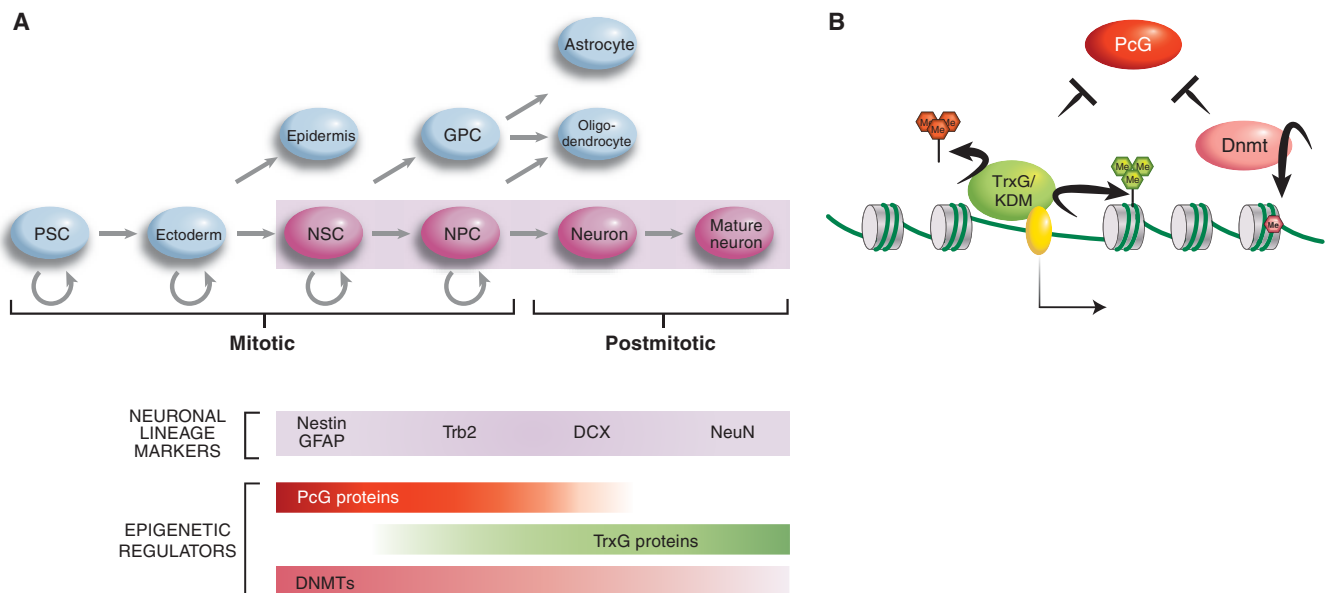 A
Astrocyte
Epidermis
GPC
Oligo-
dendrocyte
PSC
Ectoderm
NSC
NPC
Neuron
Mature
neuron
Mitotic
Postmitotic
NEURONAL
LINEAGE
MARKERS
Nestin
GFAP
Trb2
DCX
NeuN
EPIGENETIC
REGULATORS
PcG proteins
TrxG proteins
DNMTs
B
PcG
Me Me
Me
Dnmt
TrxG/
KDM
Me Me
Me
Me